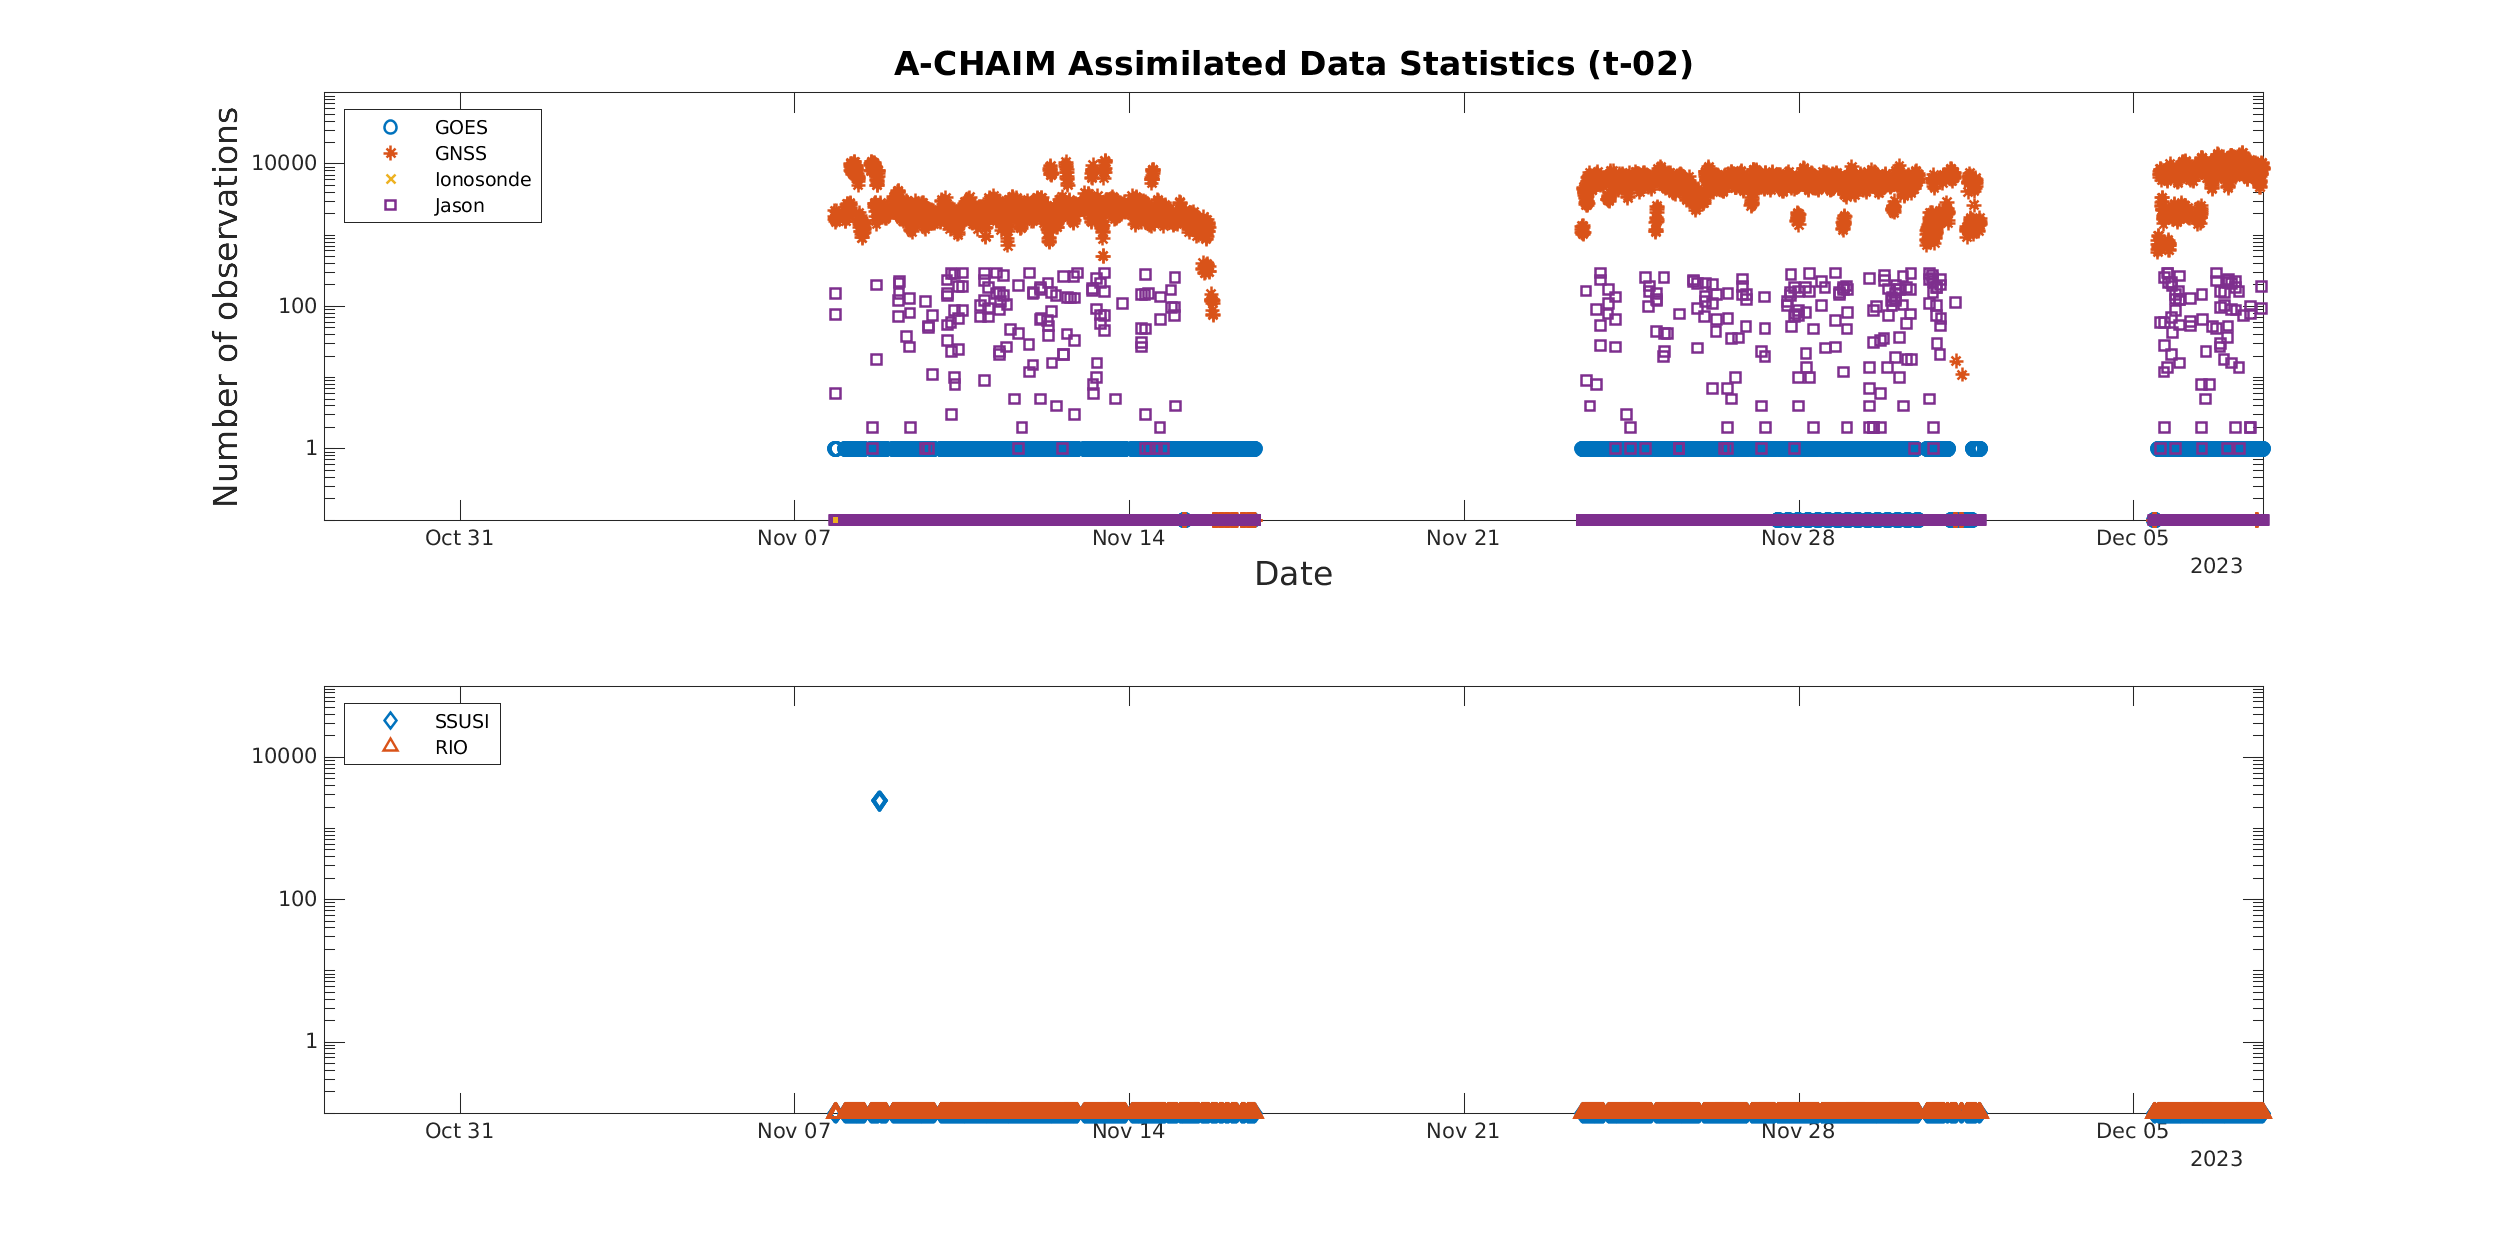 A-CHAIM Assimilated Data Statistics (t-02)
Number of observations
10000
100
1
GOES
GNSS
Ionosonde
Jason
Oct 31
Nov 07
Nov 14
Nov 21
Nov 28
Dec 05
2023
Date
10000
100
1
SSUSI
RIO
Oct 31
Nov 07
Nov 14
Nov 21
Nov 28
Dec 05
2023